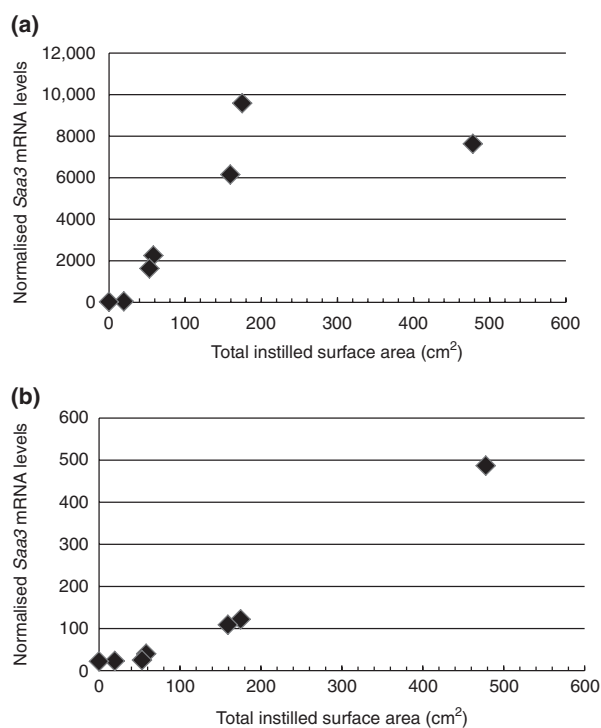 (a)
12,000
10,000
8000
6000
4000
2000
0
Normalised Saa3 mRNA levels
0 100 200 300 400 500 600
Total instilled surface area (cm²)
(b)
600
500
400
300
200
100
0
Normalised Saa3 mRNA levels
0 100 200 300 400 500 600
Total instilled surface area (cm²)